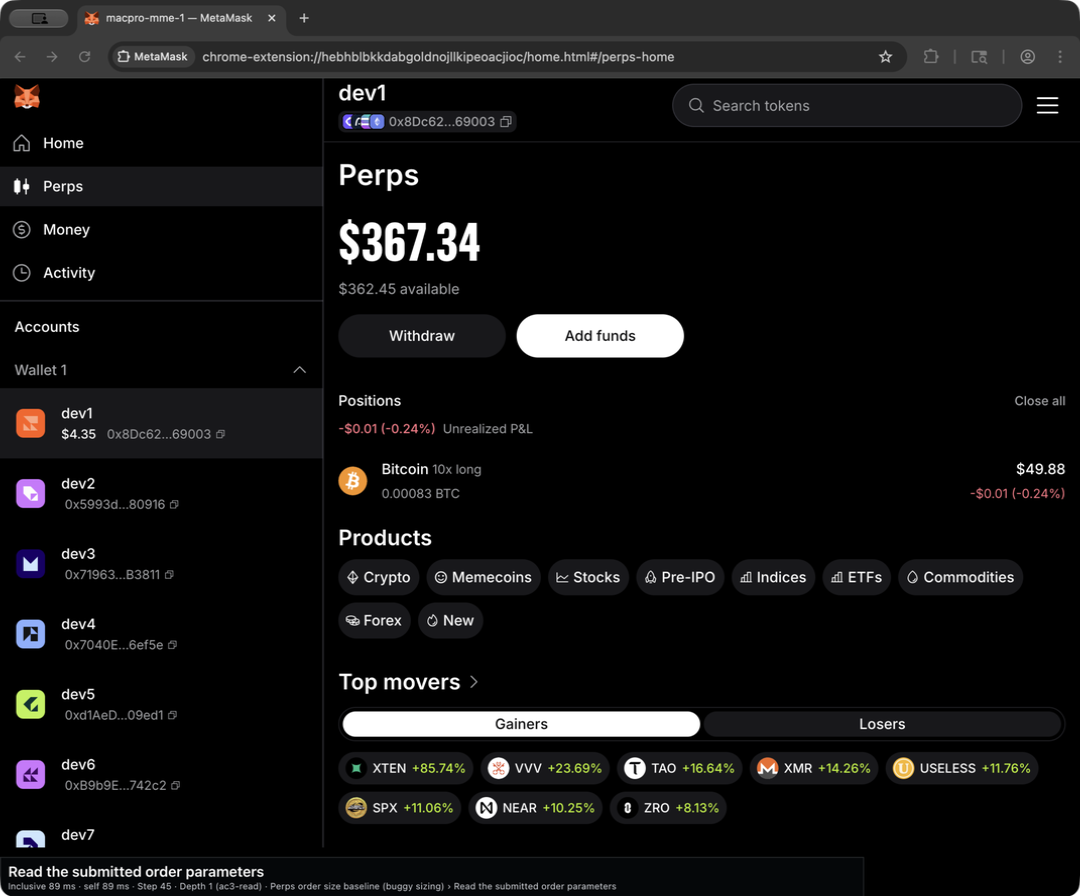 macpro-mme-1 — MetaMask
MetaMask
chrome-extension://hebhblbkkdabgoldnojllkipeoacjioc/home.html#/perps-home
Home
Perps
Money
Activity
Accounts
Wallet 1
dev1
$4.35 0x8Dc62...69003
dev2
0x5993d...80916
dev3
0x71963...B3811
dev4
0x7040E...6ef5e
dev5
0xd1AeD...09ed1
dev6
0xB9b9E...742c2
dev7
dev1
0x8Dc62...69003
Search tokens
Perps
$367.34
$362.45 available
Withdraw
Add funds
Positions
Close all
-$0.01 (-0.24%) Unrealized P&L
Bitcoin 10x long
$49.88
0.00083 BTC
-$0.01 (-0.24%)
Products
Crypto
Memecoins
Stocks
Pre-IPO
Indices
ETFs
Commodities
Forex
New
Top movers
Gainers
Losers
XTEN +85.74%
VVV +23.69%
TAO +16.64%
XMR +14.26%
USELESS +11.76%
SPX +11.06%
NEAR +10.25%
ZRO +8.13%
Read the submitted order parameters
Inclusive 89 ms · self 89 ms · Step 45 · Depth 1 (ac3-read) · Perps order size baseline (buggy sizing) › Read the submitted order parameters